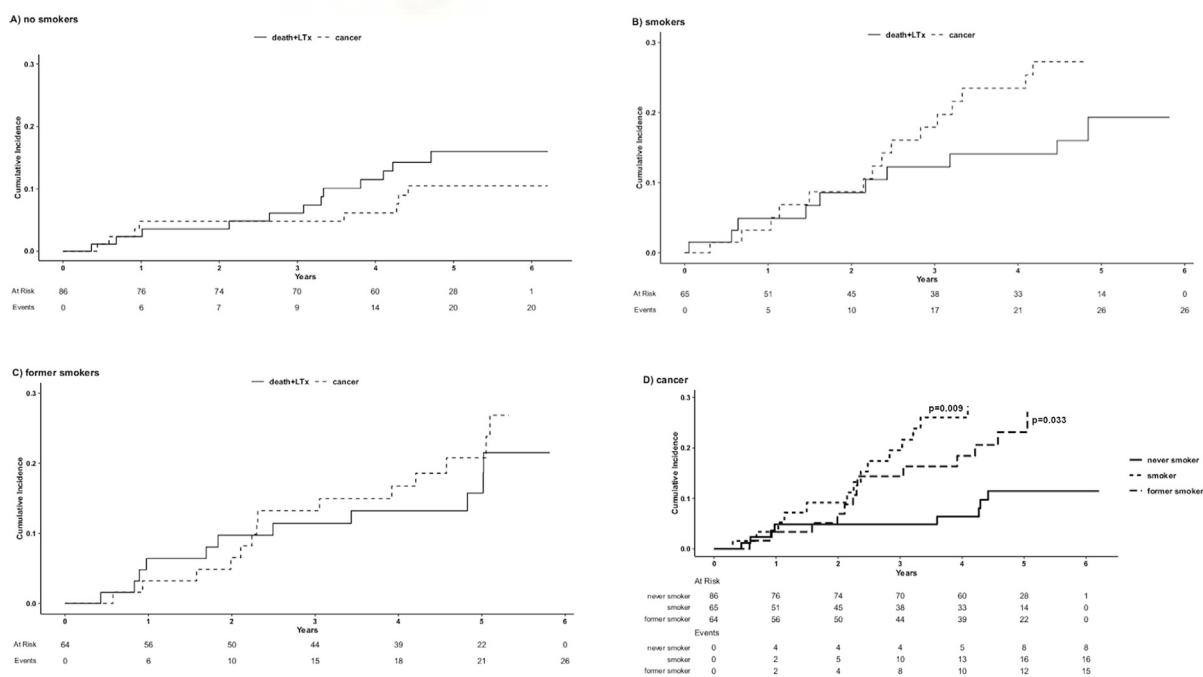 A) no smokers
death+LTx cancer
0.3
0.2
0.1
0.0
Cumulative Incidence
0 1 2 3 4 5 6
Years
At Risk 86 76 74 70 60 28 1
Events 0 6 7 9 14 20 20
B) smokers
death+LTx cancer
0.3
0.2
0.1
0.0
Cumulative Incidence
0 1 2 3 4 5 6
Years
At Risk 65 51 45 38 33 14 0
Events 0 5 10 17 21 26 26
C) former smokers
death+LTx cancer
0.3
0.2
0.1
0.0
Cumulative Incidence
0 1 2 3 4 5 6
Years
At Risk 64 56 50 44 39 22 0
Events 0 6 10 15 18 21 26
D) cancer
0.3
0.2
0.1
0.0
Cumulative Incidence
p=0.009
p=0.033
never smoker
smoker
former smoker
0 1 2 3 4 5 6
Years
At Risk
never smoker 86 76 74 70 60 28 1
smoker 65 51 45 38 33 14 0
former smoker 64 56 50 44 39 22 0
Events
never smoker 0 4 4 4 5 8 8
smoker 0 2 5 10 13 16 16
former smoker 0 2 4 8 10 12 15